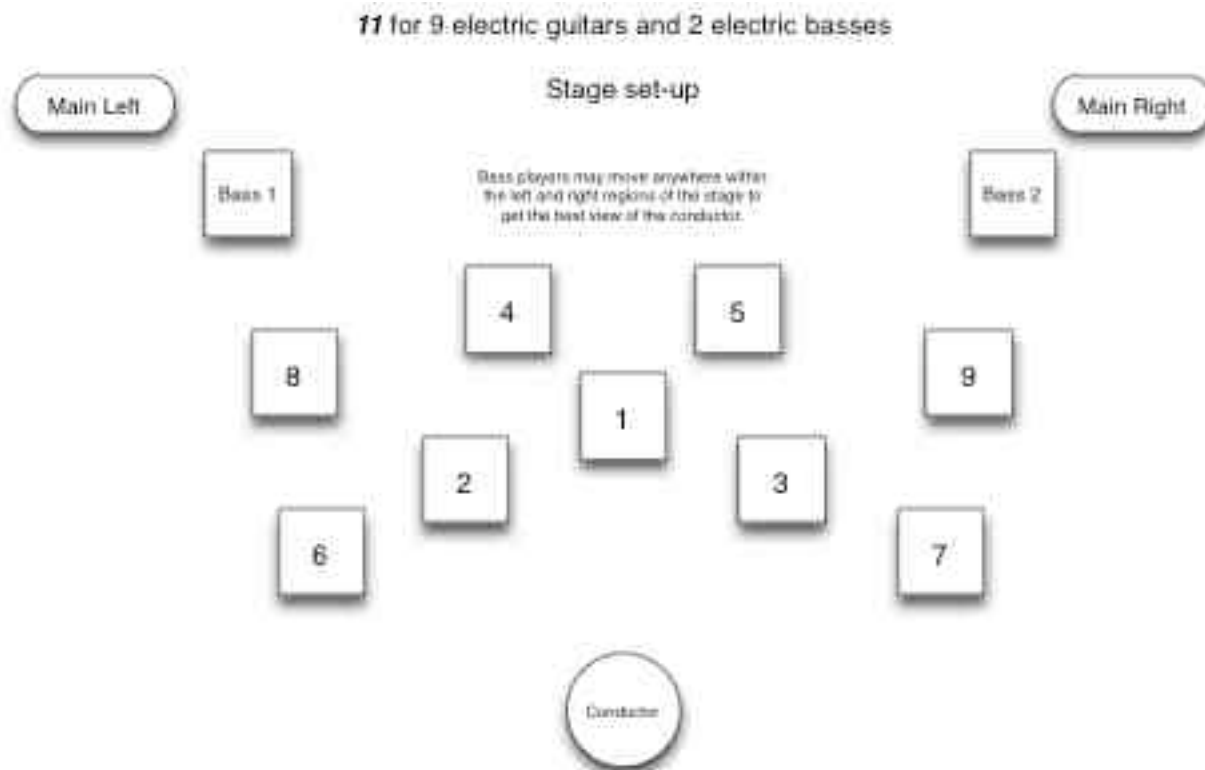 11 for 9 electric guitars and 2 electric basses
Stage set-up
Main Left
Main Right
Bass 1
Bass players may move anywhere within
the left and right regions of the stage to
get the best view of the conductor.
Bass 2
4
5
8
9
1
2
3
6
7
Conductor